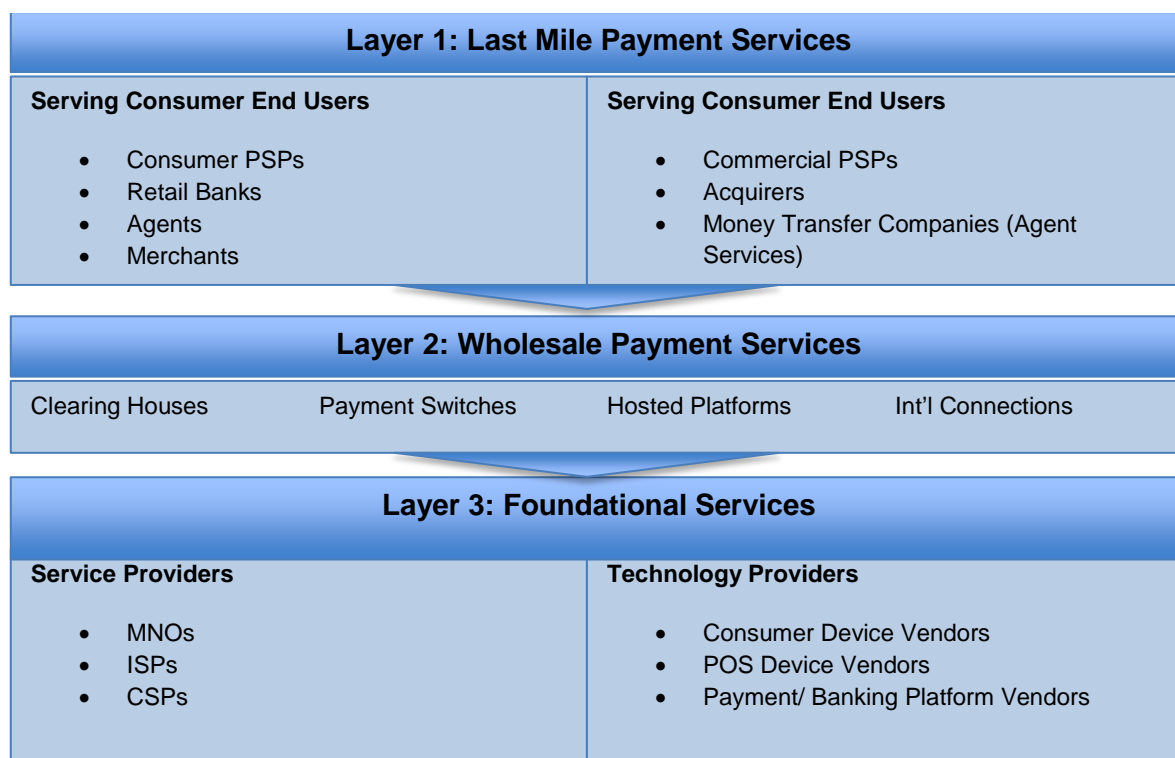 Layer 1: Last Mile Payment Services
Serving Consumer End Users
• Consumer PSPs
• Retail Banks
• Agents
• Merchants
Serving Consumer End Users
• Commercial PSPs
• Acquirers
• Money Transfer Companies (Agent
Services)
Layer 2: Wholesale Payment Services
Clearing Houses Payment Switches Hosted Platforms Int’l Connections
Layer 3: Foundational Services
Service Providers
• MNOs
• ISPs
• CSPs
Technology Providers
• Consumer Device Vendors
• POS Device Vendors
• Payment/ Banking Platform Vendors